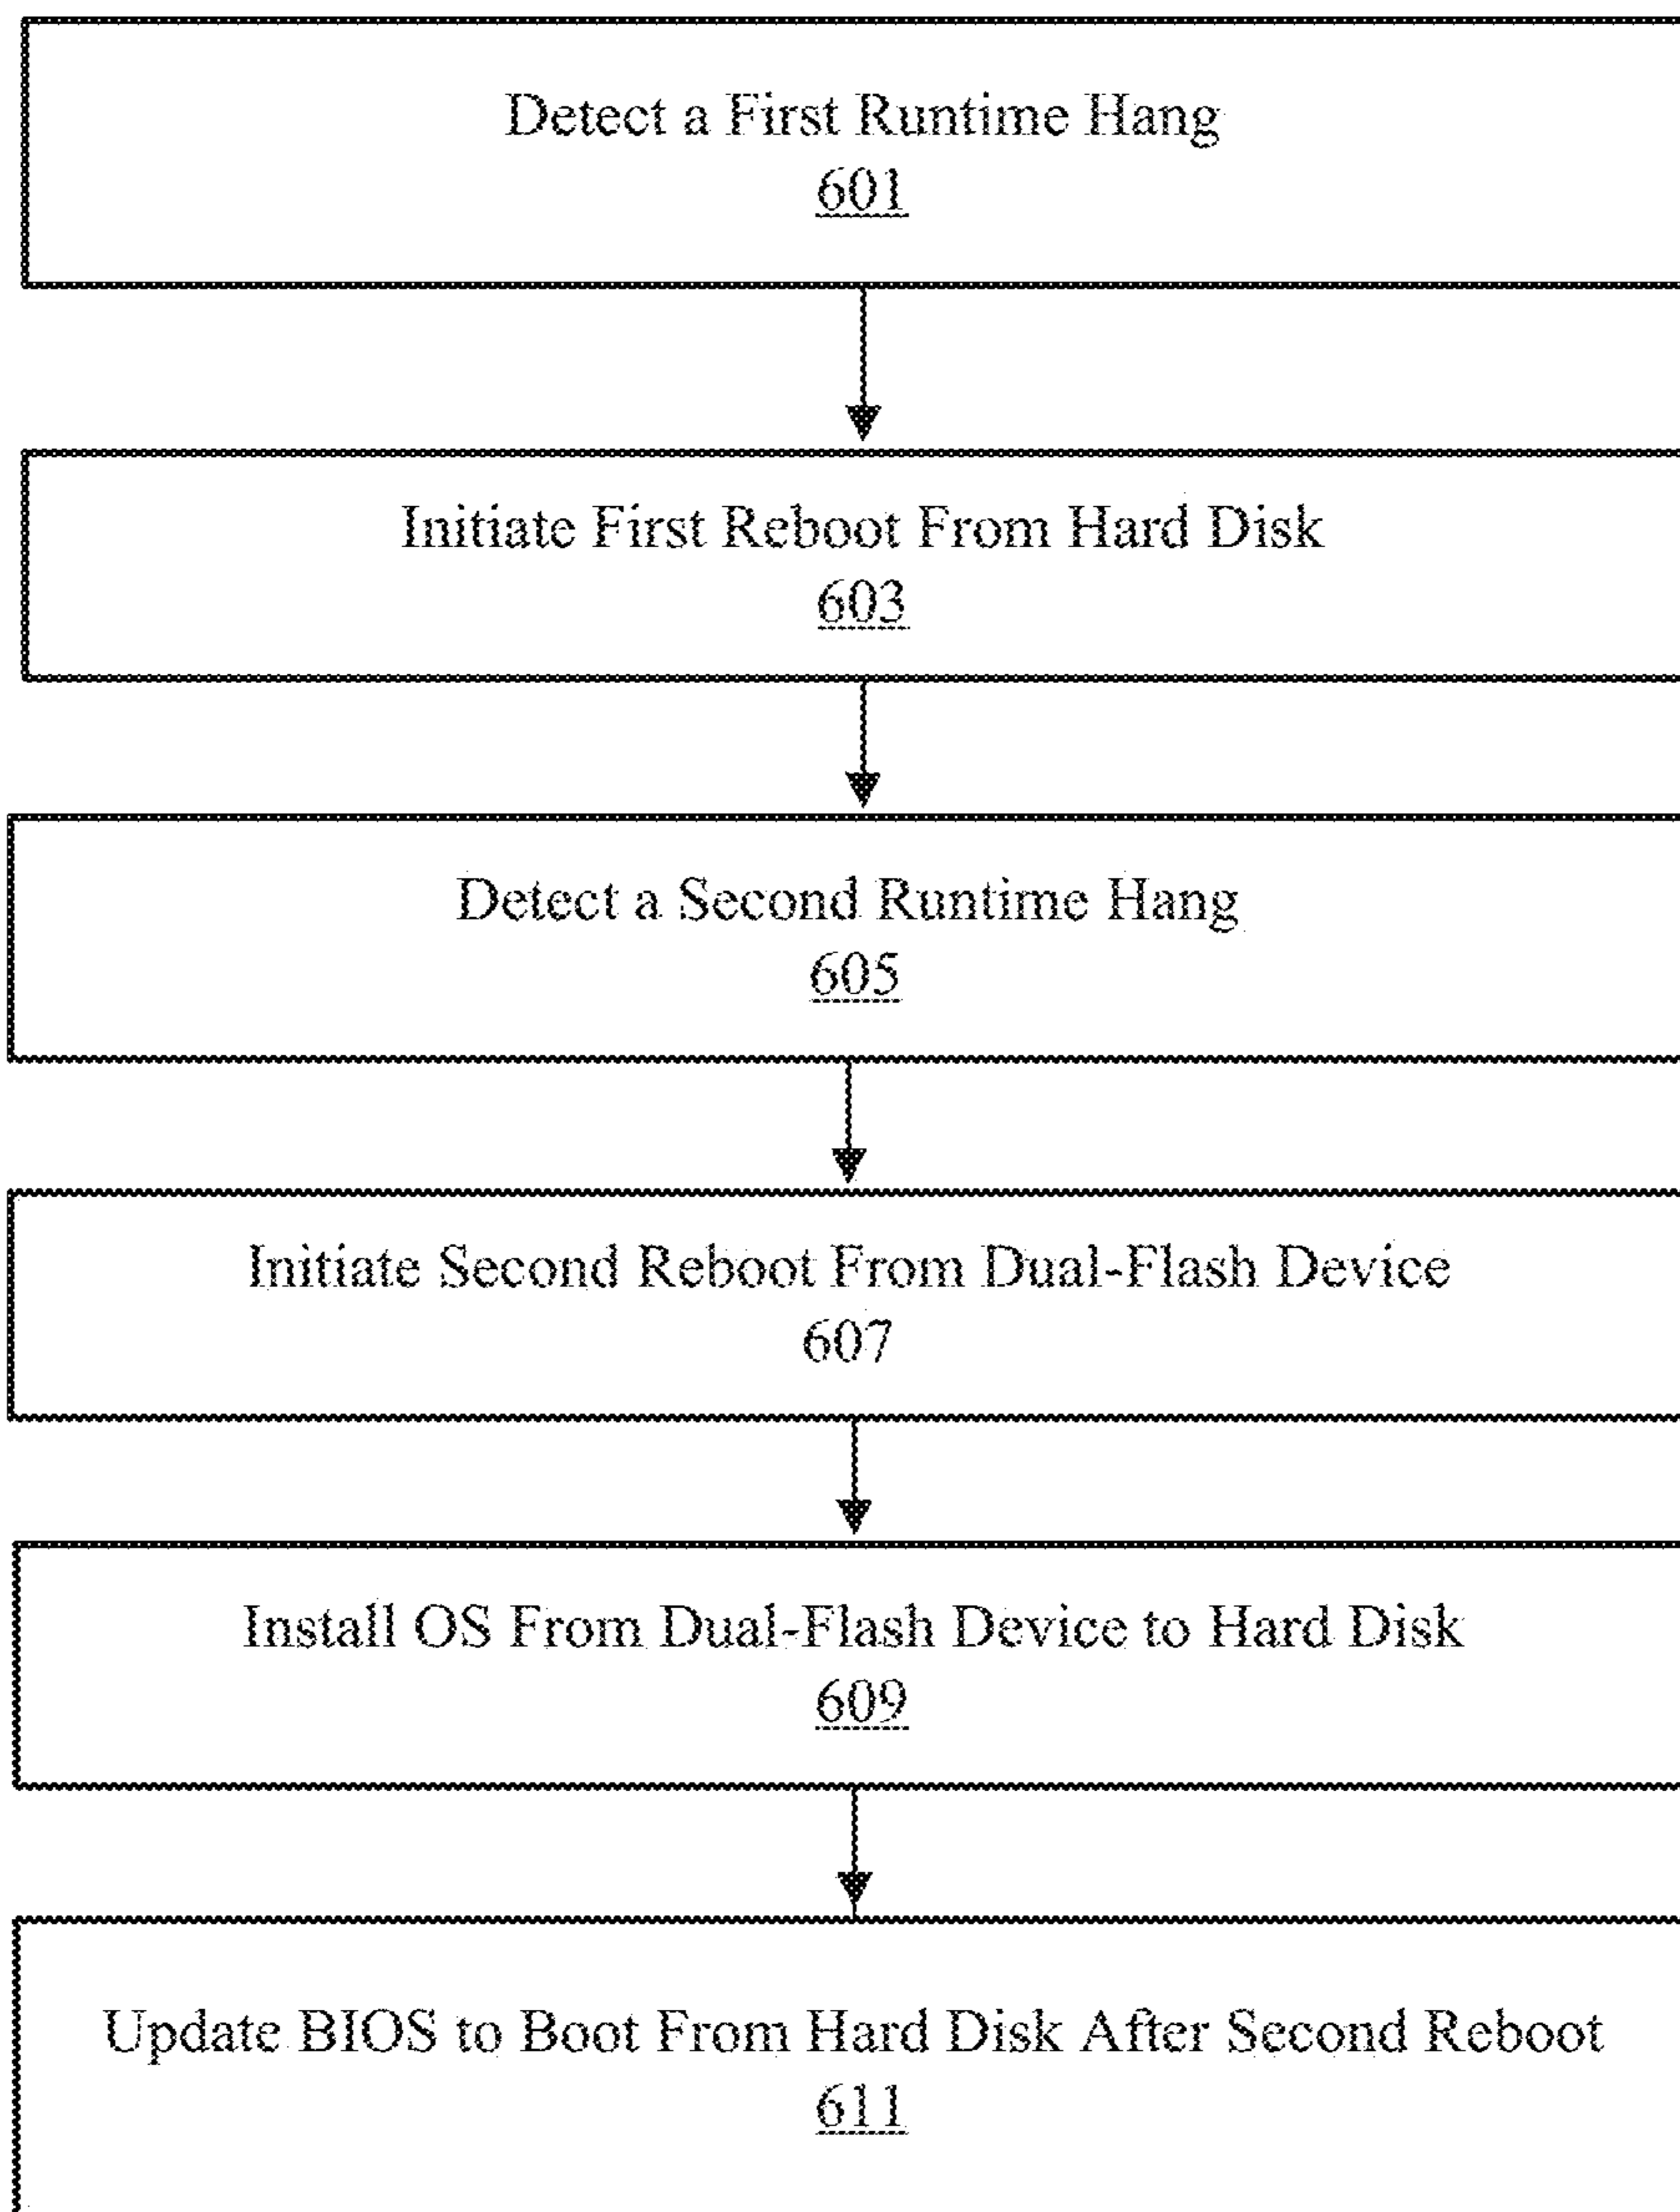 Detect a First Runtime Hang
601
Initiate First Reboot From Hard Disk
603
Detect a Second Runtime Hang
605
Initiate Second Reboot From Dual-Flash Device
607
Install OS From Dual-Flash Device to Hard Disk
609
Update BIOS to Boot From Hard Disk After Second Reboot
611